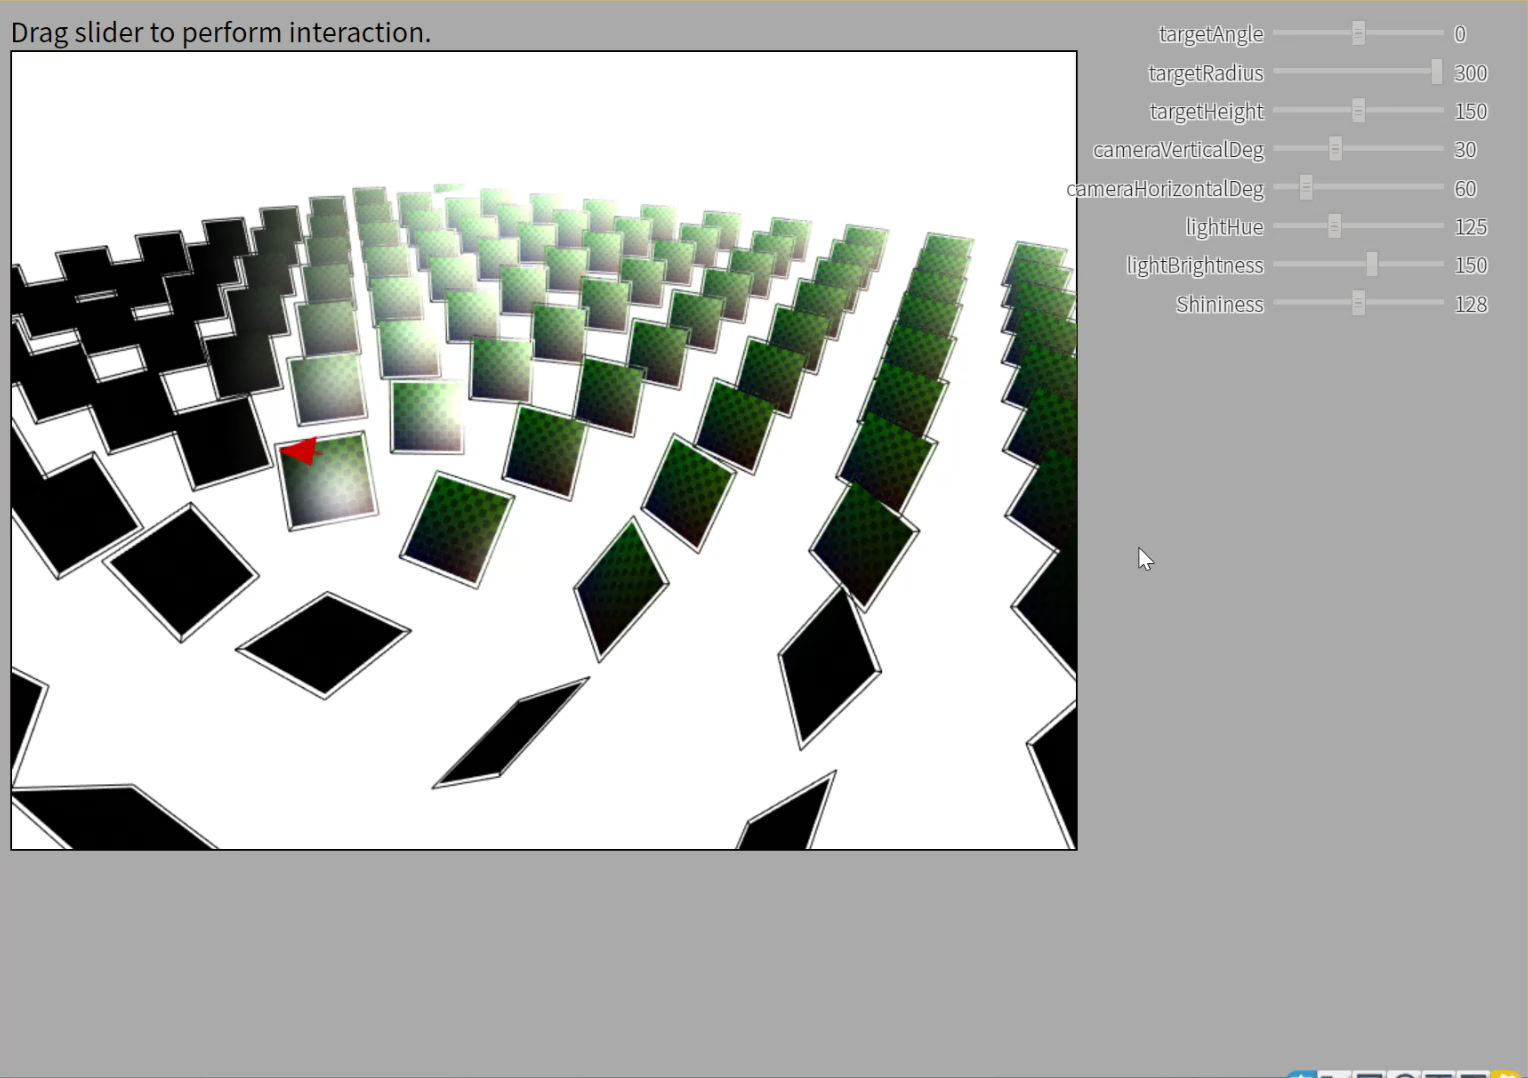 Drag slider to perform interaction.
targetAngle 0
targetRadius 300
targetHeight 150
cameraVerticalDeg 30
cameraHorizontalDeg 60
lightHue 125
lightBrightness 150
Shininess 128